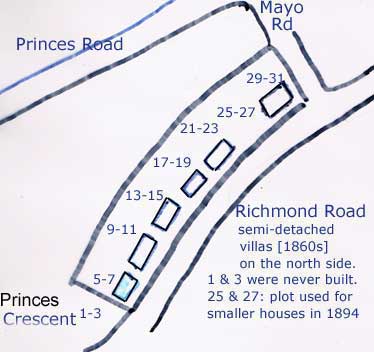 Mayo
Rd
Princes Road
29-31
25-27
21-23
17-19
13-15
9-11
5-7
1-3
Princes
Crescent
Richmond Road
semi-detached
villas [1860s]
on the north side.
1 & 3 were never built.
25 & 27: plot used for
smaller houses in 1894